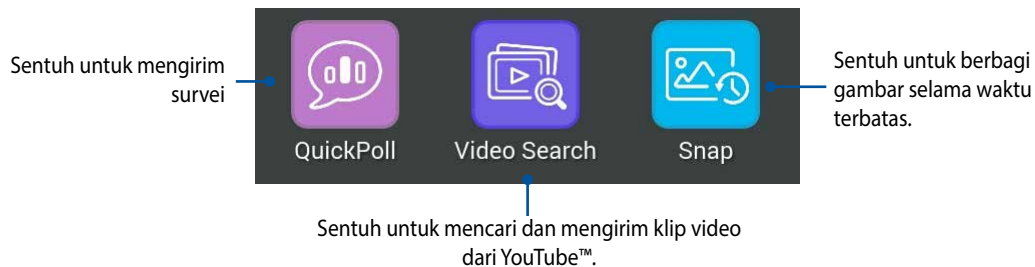 Sentuh untuk mengirim
survei
QuickPoll
Video Search
Snap
Sentuh untuk berbagi
gambar selama waktu
terbatas.
Sentuh untuk mencari dan mengirim klip video
dari YouTube™.